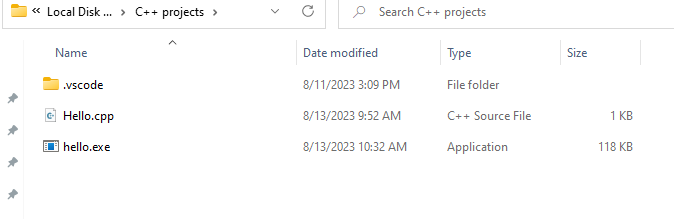 « Local Disk ... > C++ projects > Search C++ projects
Name Date modified Type Size
.vscode 8/11/2023 3:09 PM File folder
Hello.cpp 8/13/2023 9:52 AM C++ Source File 1 KB
hello.exe 8/13/2023 10:32 AM Application 118 KB